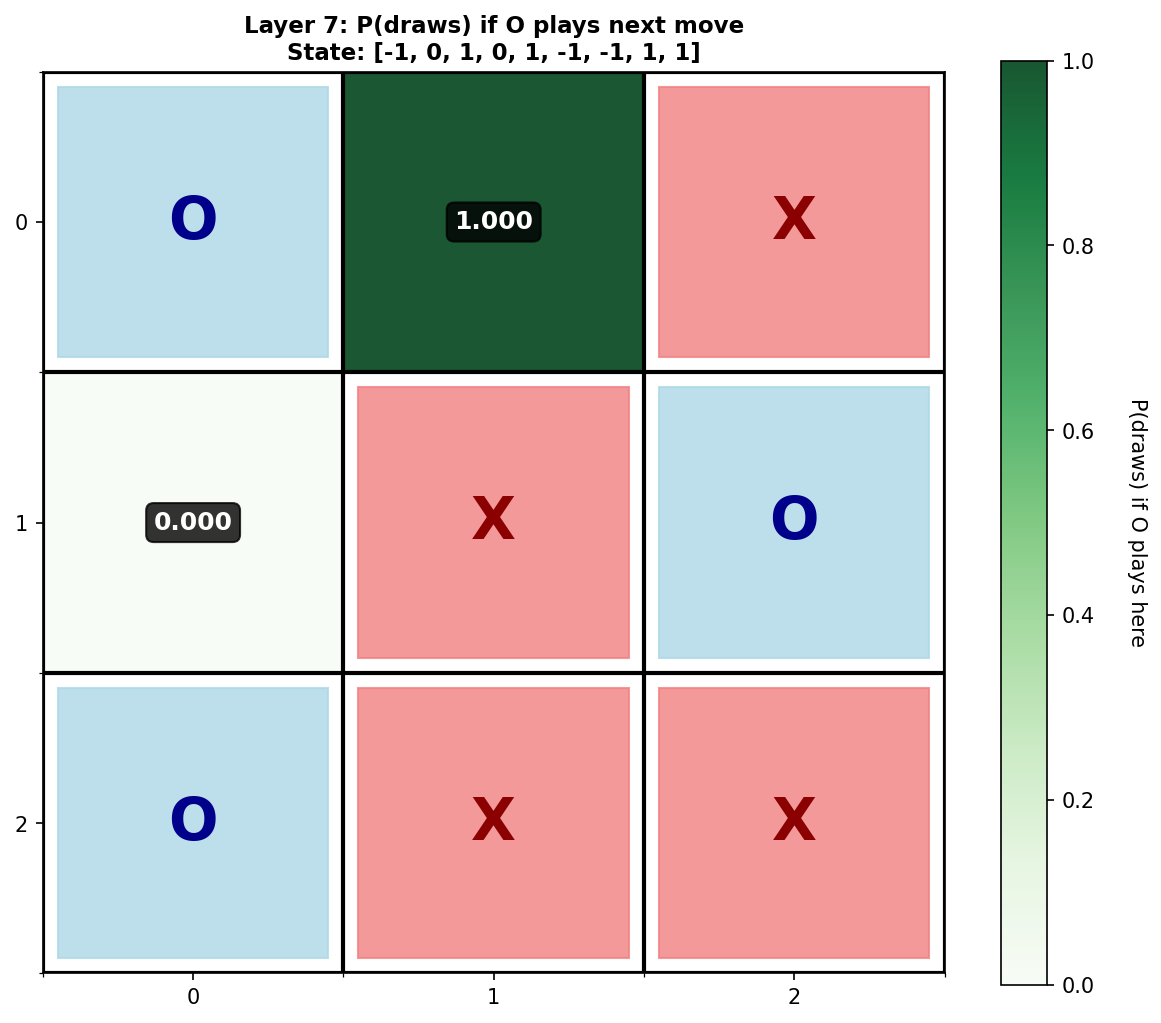 Layer 7: P(draws) if O plays next move
State: [-1, 0, 1, 0, 1, -1, -1, 1, 1]
0
O
1.000
X
1
0.000
X
O
2
O
X
X
0
1
2
1.0
0.8
0.6
0.4
0.2
0.0
P(draws) if O plays here